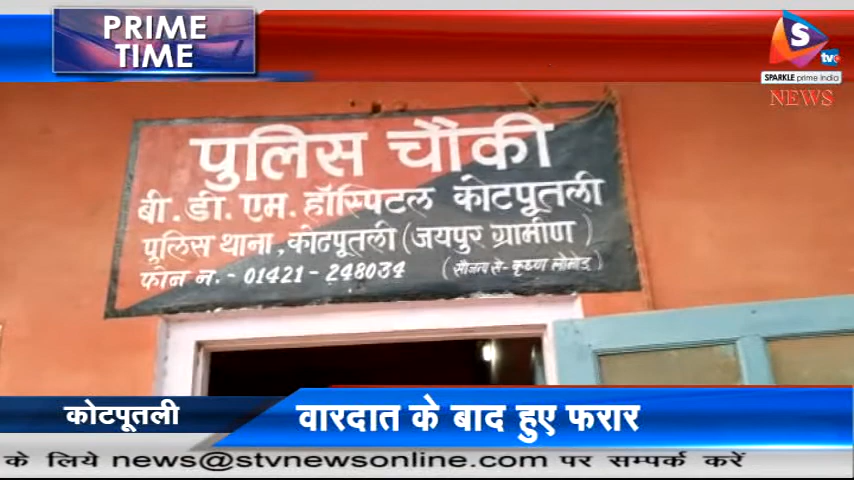 PRIME
TIME
S
tv
SPARKLE prime India
NEWS
पुलिस चौकी
बी.डी.एम. हॉस्पिटल कोटपूतली
पुलिस थाना,कोटपूतली(जयपुर ग्रामीण)
फोन न.-01421-248034 (सौजन्य से-कृष्ण
कोटपूतली
वारदात के बाद हुए फरार
के लिये news@stvnewsonline.com पर सम्पर्क करें